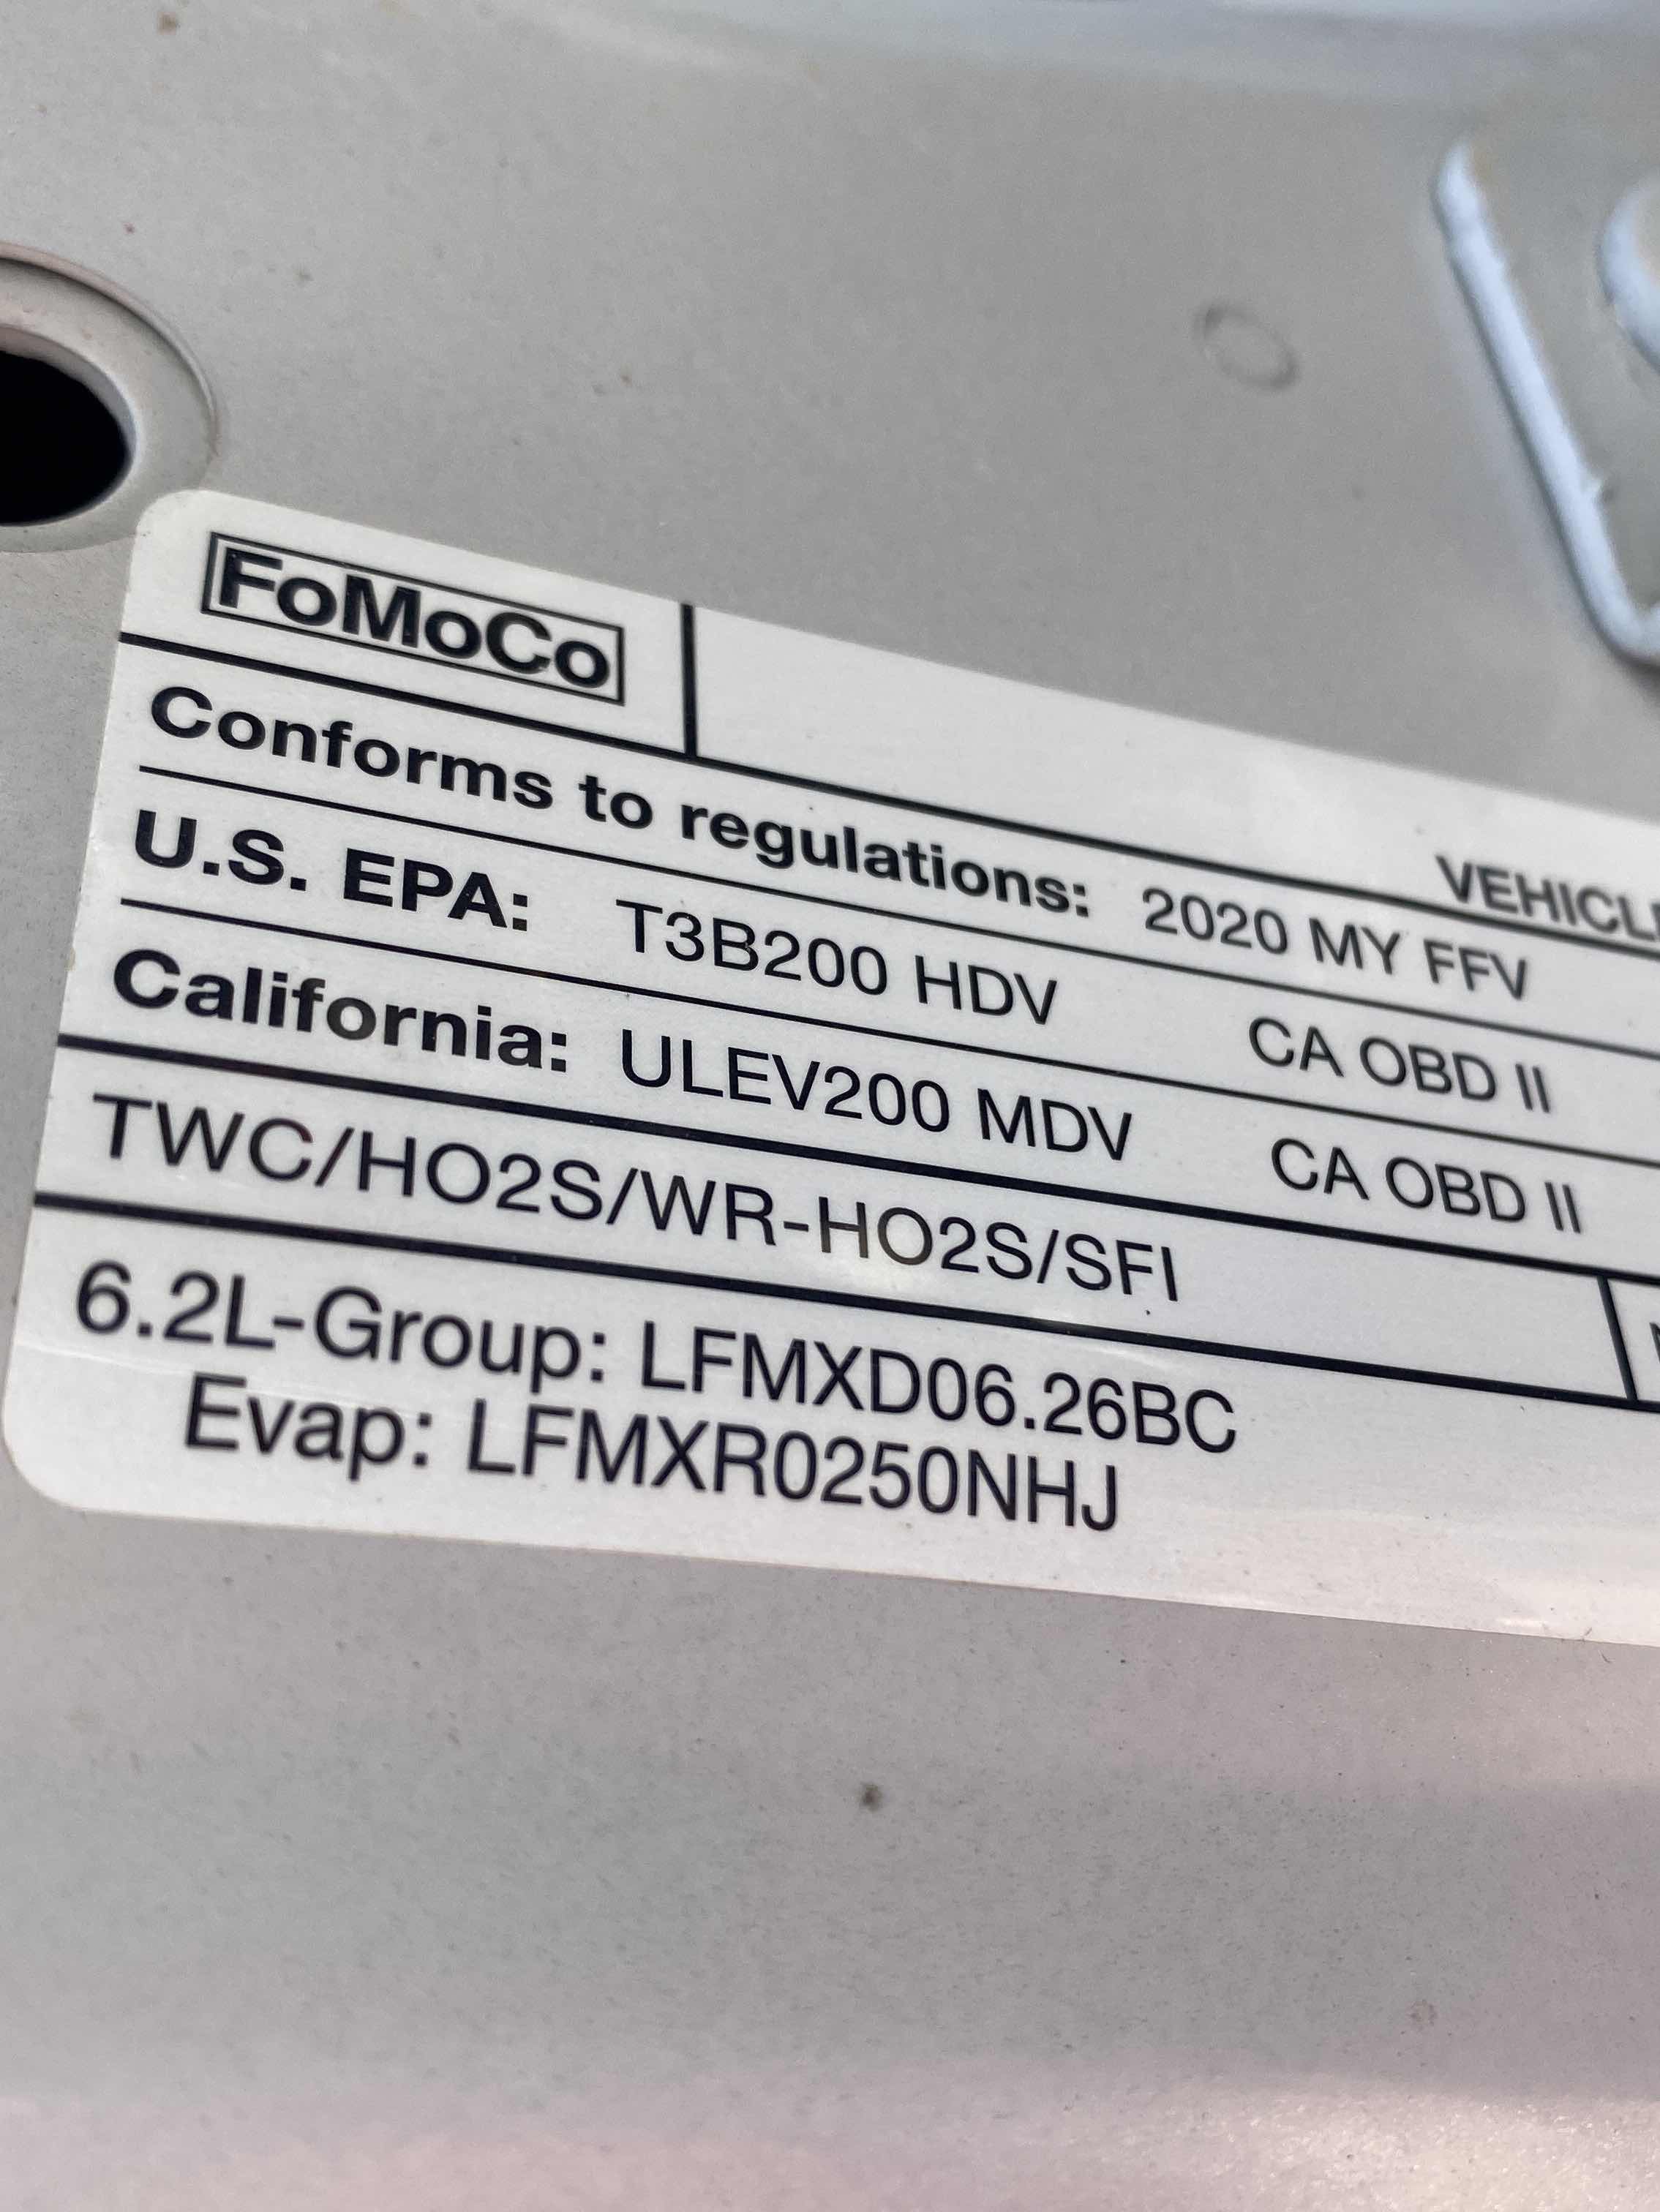 FoMoCo
VEHICLE
Conforms to regulations: 2020 MY FFV
U.S. EPA: T3B200 HDV CA OBD II
California: ULEV200 MDV CA OBD II
TWC/HO2S/WR-HO2S/SFI
6.2L-Group: LFMXD06.26BC
Evap: LFMXR0250NHJ